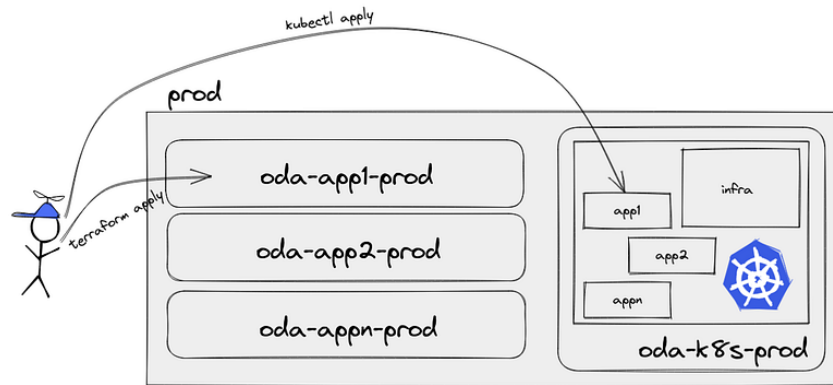 kubectl apply
prod
terraform apply
oda-app1-prod
oda-app2-prod
oda-appn-prod
infra
app1
app2
appn
oda-k8s-prod